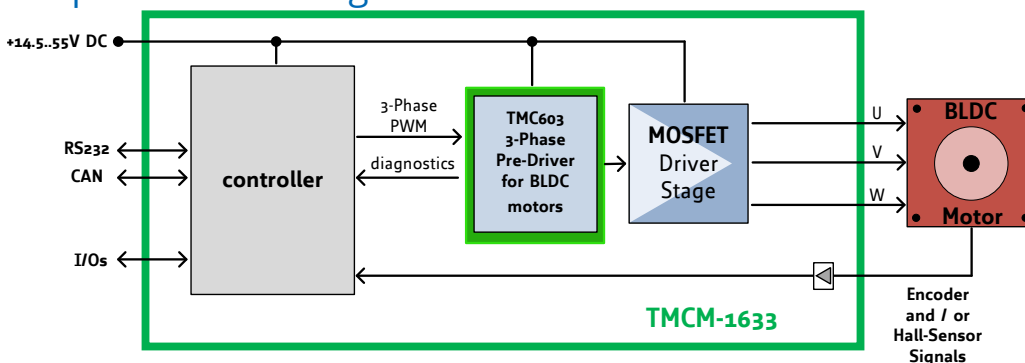 +14.5..55V DC
RS232
CAN
I/Os
controller
3-Phase
PWM
diagnostics
TMC603
3-Phase
Pre-Driver
for BLDC
motors
MOSFET
Driver
Stage
U
V
W
BLDC
Motor
TMCM-1633
Encoder
and / or
Hall-Sensor
Signals